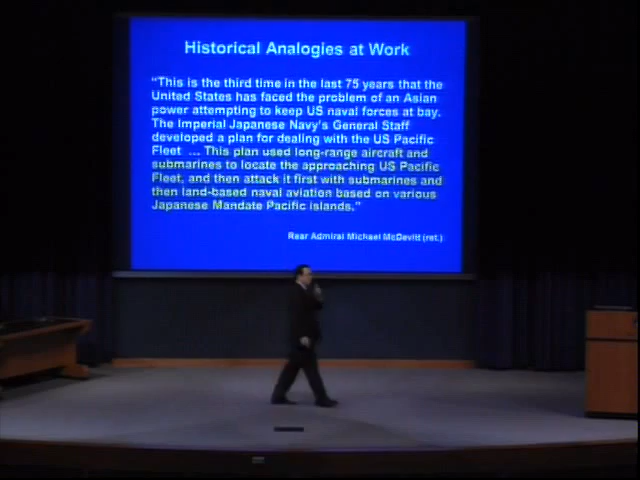 Historical Analogies at Work
“This is the third time in the last 75 years that the
United States has faced the problem of an Asian
power attempting to keep US naval forces at bay.
The Imperial Japanese Navy’s General Staff
developed a plan for dealing with the US Pacific
Fleet … This plan used long-range aircraft and
submarines to locate the approaching US Pacific
Fleet, and then attack it first with submarines and
then land-based naval aviation based on various
Japanese Mandate Pacific islands.”
Rear Admiral Michael McDevitt (ret.)